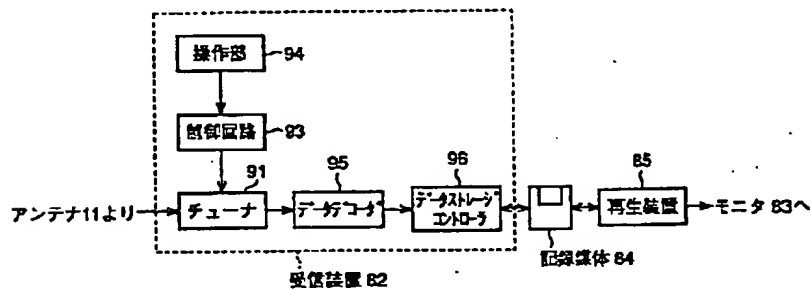 操作部
94
制御回路
93
91
95
96
85
アンテナ11より
チューナ
データデコーダ
データストレージ
コントローラ
再生装置
モニタ83へ
受信装置 82
記録媒体 84